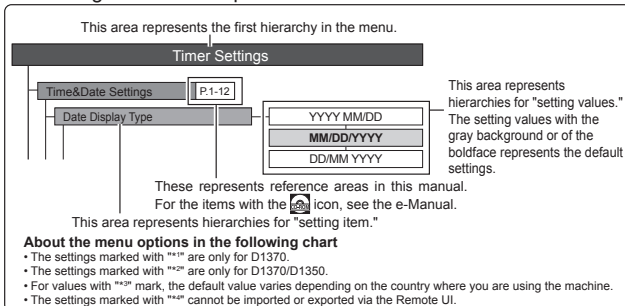 This area represents the first hierarchy in the menu.
Timer Settings
Time&Date Settings
P.1-12
Date Display Type
YYYY MM/DD
MM/DD/YYYY
DD/MM YYYY
This area represents
hierarchies for "setting values."
The setting values with the
gray background or of the
boldface represents the default
settings.
These represents reference areas in this manual.
For the items with the icon, see the e-Manual.
This area represents hierarchies for "setting item."
About the menu options in the following chart
• The settings marked with "*1" are only for D1370.
• The settings marked with "*2" are only for D1370/D1350.
• For values with "*3" mark, the default value varies depending on the country where you are using the machine.
• The settings marked with "*4" cannot be imported or exported via the Remote UI.